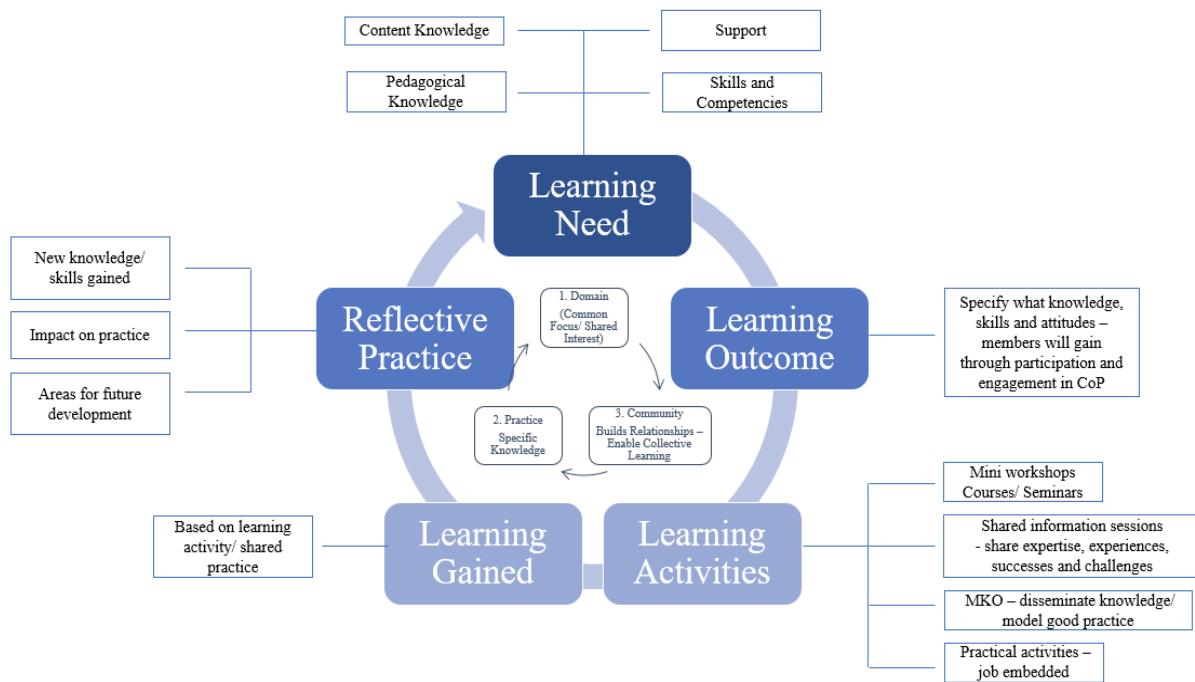 Content Knowledge
Support
Pedagogical
Knowledge
Skills and
Competencies
Learning
Need
New knowledge/
skills gained
Impact on practice
Areas for future
development
Reflective
Practice
1. Domain
(Common
Focus/ Shared
Interest)
2. Practice
Specific
Knowledge
3. Community
Builds Relationships –
Enable Collective
Learning
Learning
Outcome
Specify what knowledge,
skills and attitudes –
members will gain
through participation and
engagement in CoP
Based on learning
activity/ shared
practice
Learning
Gained
Learning
Activities
Mini workshops
Courses/ Seminars
Shared information sessions
- share expertise, experiences,
successes and challenges
MKO – disseminate knowledge/
model good practice
Practical activities –
job embedded